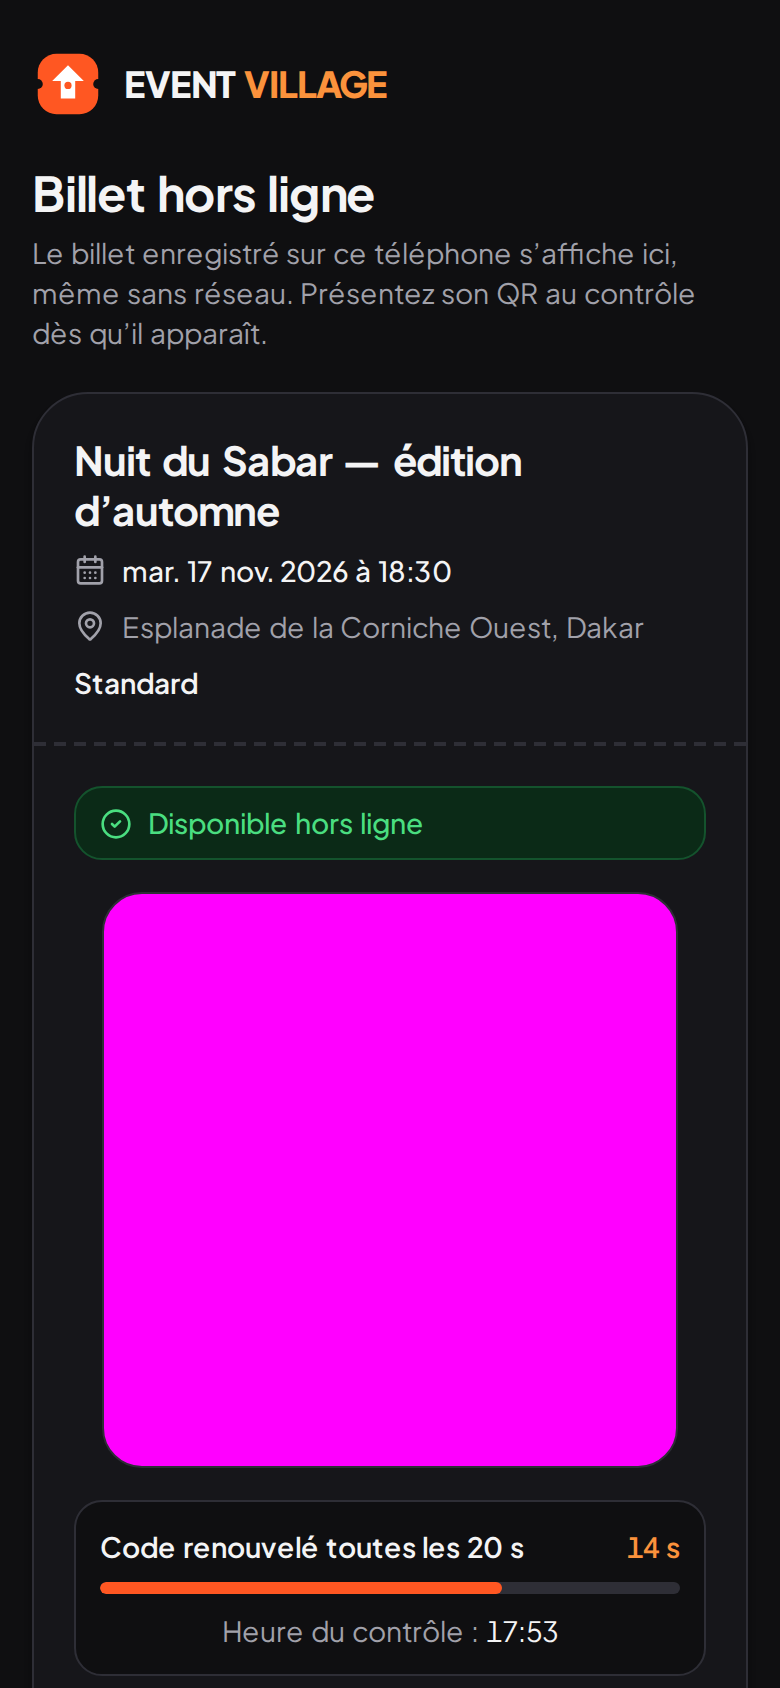 EVENT VILLAGE
Billet hors ligne
Le billet enregistré sur ce téléphone s’affiche ici,
même sans réseau. Présentez son QR au contrôle
dès qu’il apparaît.
Nuit du Sabar — édition
d’automne
mar. 17 nov. 2026 à 18:30
Esplanade de la Corniche Ouest, Dakar
Standard
Disponible hors ligne
Code renouvelé toutes les 20 s 14 s
Heure du contrôle : 17:53